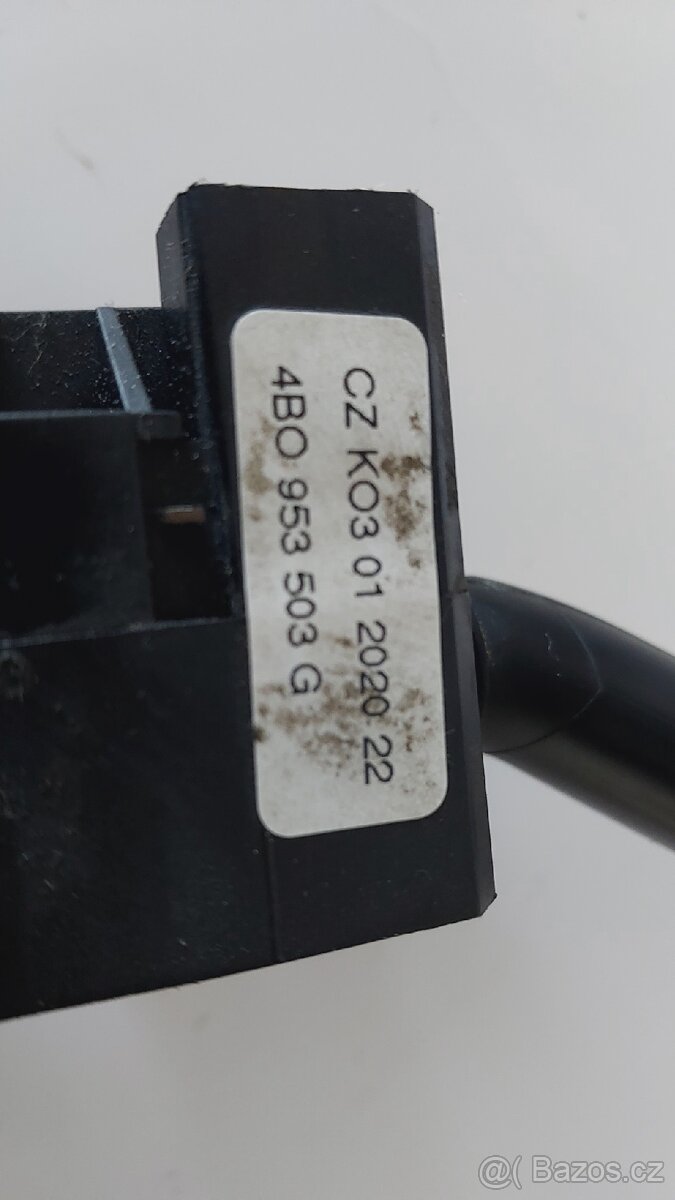 CZ KO3 01 2020 22
4BO 953 503 G
@( Bazos.cz